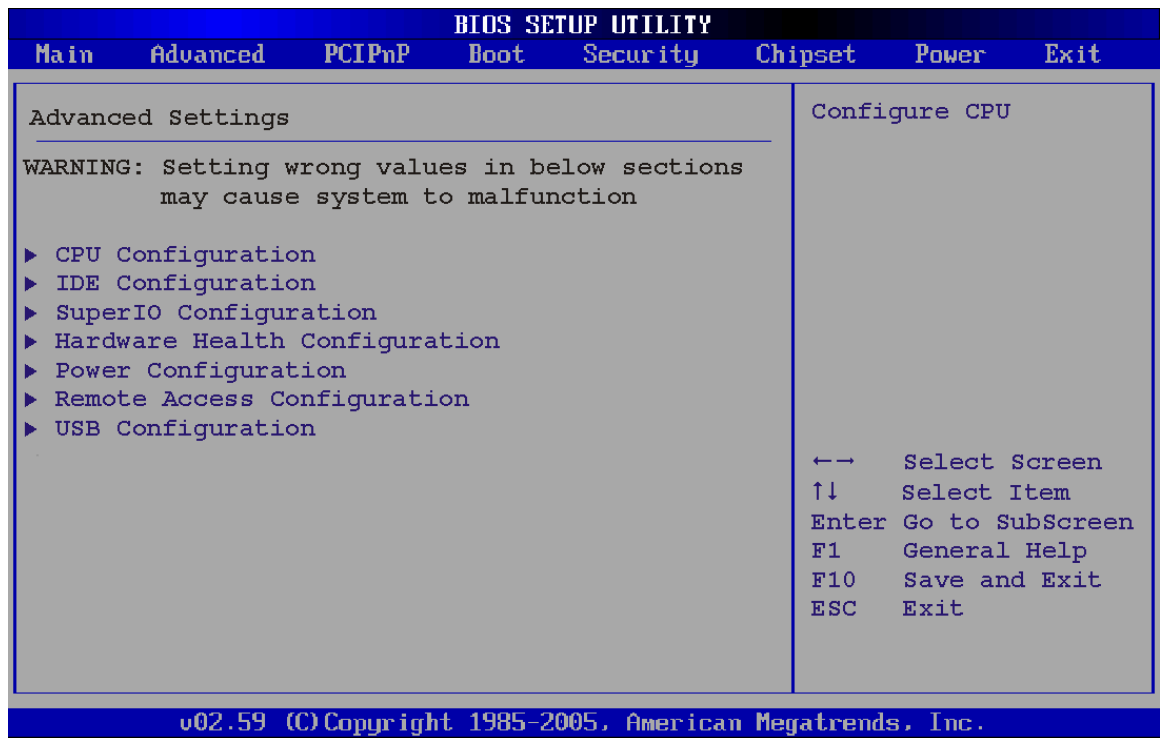 BIOS SETUP UTILITY
Main Advanced PCIPnP Boot Security Chipset Power Exit
Advanced Settings
WARNING: Setting wrong values in below sections
may cause system to malfunction
▶ CPU Configuration
▶ IDE Configuration
▶ SuperIO Configuration
▶ Hardware Health Configuration
▶ Power Configuration
▶ Remote Access Configuration
▶ USB Configuration
Configure CPU
←→ Select Screen
↑↓ Select Item
Enter Go to SubScreen
F1 General Help
F10 Save and Exit
ESC Exit
v02.59 (C)Copyright 1985-2005, American Megatrends, Inc.